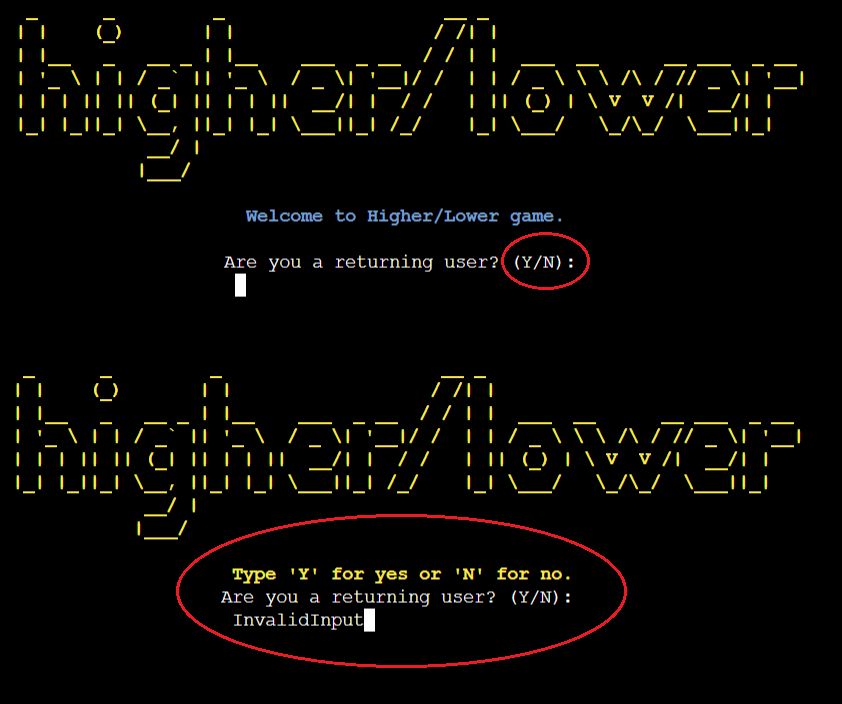 higher/lower
Welcome to Higher/Lower game.
Are you a returning user? (Y/N):
higher/lower
Type 'Y' for yes or 'N' for no.
Are you a returning user? (Y/N):
InvalidInput